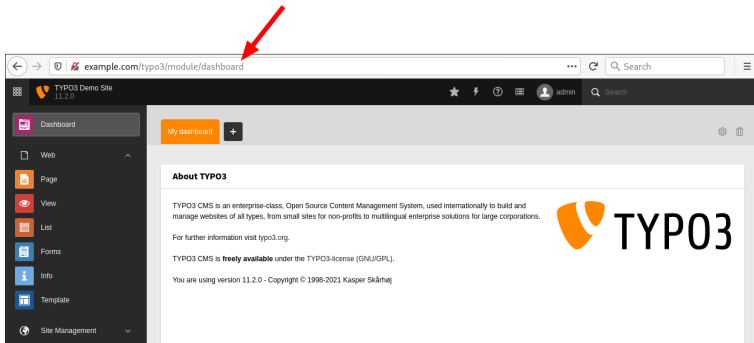 example.com/typo3/module/dashboard
Search
TYPO3 Demo Site
11.2.0
admin
Search
Dashboard
Web
Page
View
List
Forms
Info
Template
Site Management
My dashboard
+
About TYPO3
TYPO3 CMS is an enterprise-class, Open Source Content Management System, used internationally to build and
manage websites of all types, from small sites for non-profits to multilingual enterprise solutions for large corporations.
For further information visit typo3.org.
TYPO3 CMS is freely available under the TYPO3-license (GNU/GPL).
You are using version 11.2.0 - Copyright © 1998-2021 Kasper Skårhøj
TYPO3